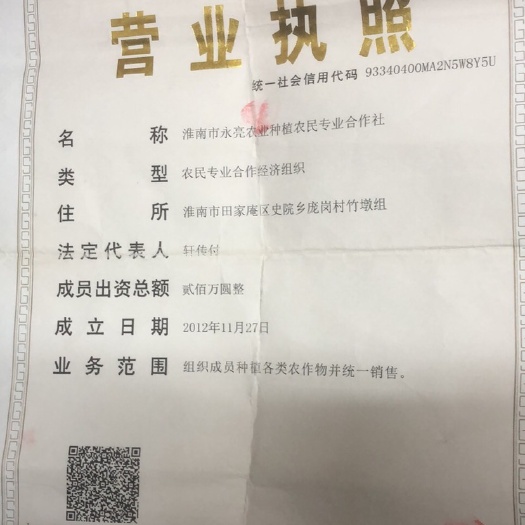 营业执照
统一社会信用代码 93340400MA2N5W8Y5U
名称 淮南市永亮农业种植农民专业合作社
类型 农民专业合作经济组织
住所 淮南市田家庵区史院乡庞岗村竹墩组
法定代表人 轩传付
成员出资总额 贰佰万圆整
成立日期 2012年11月27日
业务范围 组织成员种植各类农作物并统一销售。